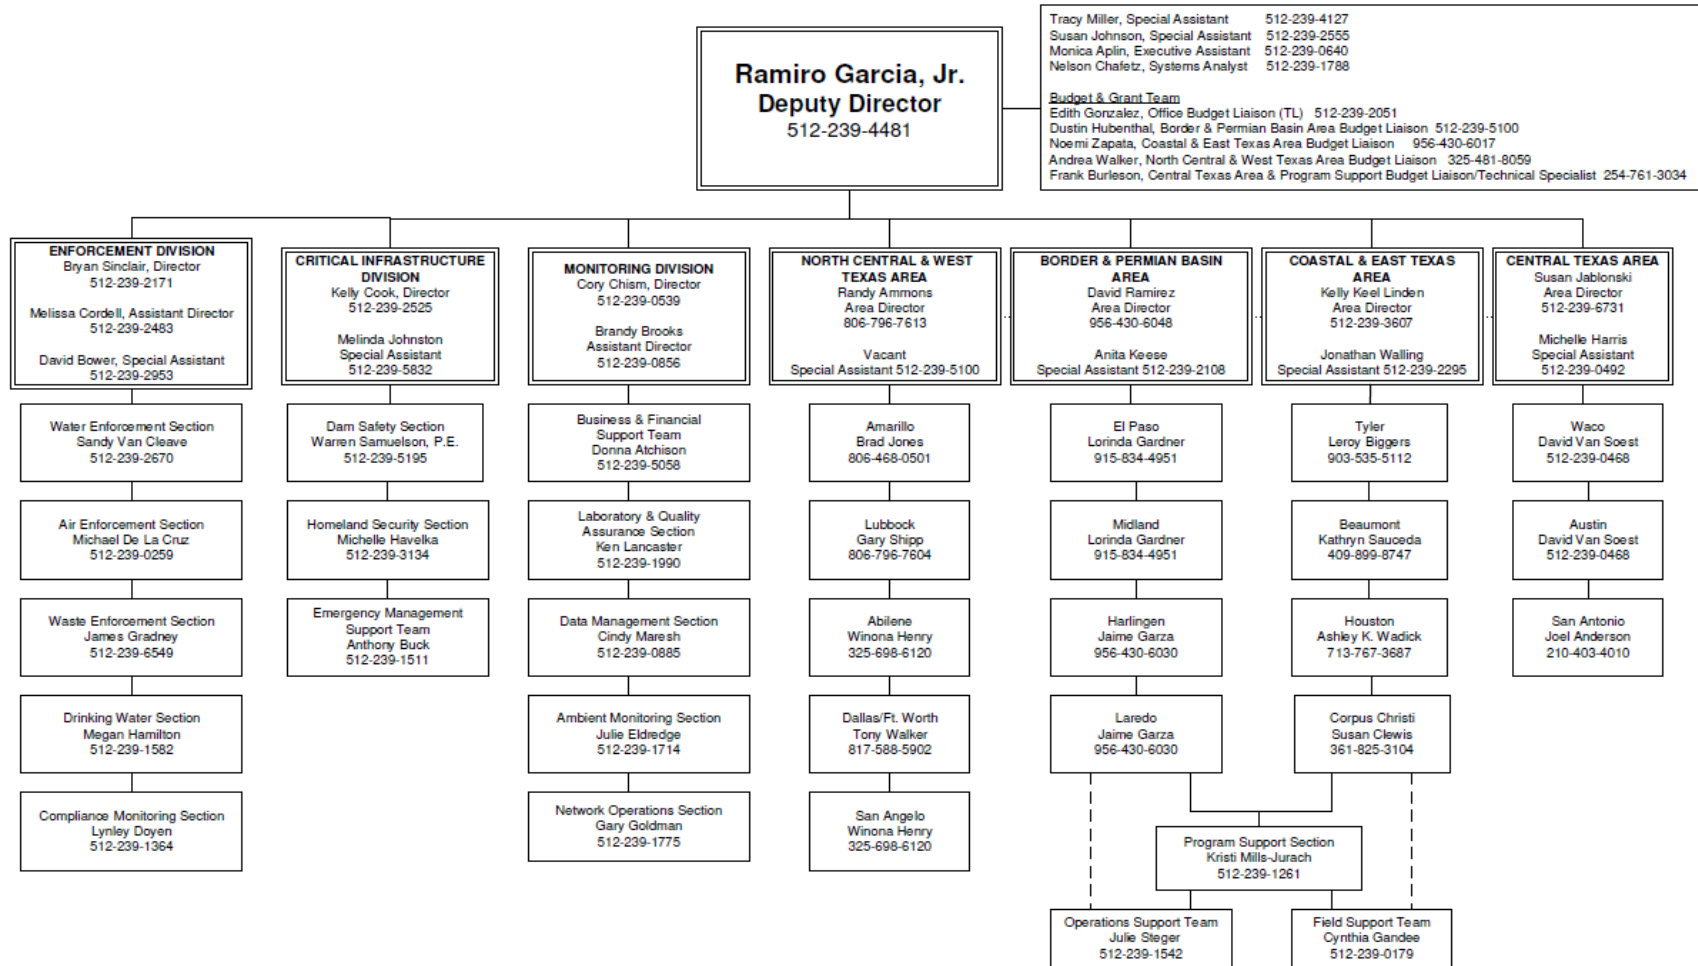 Tracy Miller, Special Assistant 512-239-4127
Susan Johnson, Special Assistant 512-239-2555
Monica Aplin, Executive Assistant 512-239-0640
Nelson Chafetz, Systems Analyst 512-239-1788
Budget & Grant Team
Edith Gonzalez, Office Budget Liaison (TL) 512-239-2051
Dustin Hubenthal, Border & Permian Basin Area Budget Liaison 512-239-5100
Noemi Zapata, Coastal & East Texas Area Budget Liaison 956-430-6017
Andrea Walker, North Central & West Texas Area Budget Liaison 325-481-8059
Frank Burleson, Central Texas Area & Program Support Budget Liaison/Technical Specialist 254-761-3034
Ramiro Garcia, Jr.
Deputy Director
512-239-4481
ENFORCEMENT DIVISION
Bryan Sinclair, Director
512-239-2171
Melissa Cordell, Assistant Director
512-239-2483
David Bower, Special Assistant
512-239-2953
Water Enforcement Section
Sandy Van Cleave
512-239-2670
Air Enforcement Section
Michael De La Cruz
512-239-0259
Waste Enforcement Section
James Gradney
512-239-6549
Drinking Water Section
Megan Hamilton
512-239-1582
Compliance Monitoring Section
Lynley Doyen
512-239-1364
CRITICAL INFRASTRUCTURE
DIVISION
Kelly Cook, Director
512-239-2525
Melinda Johnston
Special Assistant
512-239-5832
Dam Safety Section
Warren Samuelson, P.E.
512-239-5195
Homeland Security Section
Michelle Havelka
512-239-3134
Emergency Management
Support Team
Anthony Buck
512-239-1511
MONITORING DIVISION
Cory Chism, Director
512-239-0539
Brandy Brooks
Assistant Director
512-239-0856
Business & Financial
Support Team
Donna Atchison
512-239-5058
Laboratory & Quality
Assurance Section
Ken Lancaster
512-239-1990
Data Management Section
Cindy Maresh
512-239-0885
Ambient Monitoring Section
Julie Eldredge
512-239-1714
Network Operations Section
Gary Goldman
512-239-1775
NORTH CENTRAL & WEST
TEXAS AREA
Randy Ammons
Area Director
806-796-7613
Vacant
Special Assistant 512-239-5100
Amarillo
Brad Jones
806-468-0501
Lubbock
Gary Shipp
806-796-7604
Abilene
Winona Henry
325-698-6120
Dallas/Ft. Worth
Tony Walker
817-588-5902
San Angelo
Winona Henry
325-698-6120
BORDER & PERMIAN BASIN
AREA
David Ramirez
Area Director
956-430-6048
Anita Keese
Special Assistant 512-239-2108
El Paso
Lorinda Gardner
915-834-4951
Midland
Lorinda Gardner
915-834-4951
Harlingen
Jaime Garza
956-430-6030
Laredo
Jaime Garza
956-430-6030
COASTAL & EAST TEXAS
AREA
Kelly Keel Linden
Area Director
512-239-3607
Jonathan Walling
Special Assistant 512-239-2295
Tyler
Leroy Biggers
903-535-5112
Beaumont
Kathryn Sauceda
409-899-8747
Houston
Ashley K. Wadick
713-767-3687
Corpus Christi
Susan Clewis
361-825-3104
CENTRAL TEXAS AREA
Susan Jablonski
Area Director
512-239-6731
Michelle Harris
Special Assistant
512-239-0492
Waco
David Van Soest
512-239-0468
Austin
David Van Soest
512-239-0468
San Antonio
Joel Anderson
210-403-4010
Program Support Section
Kristi Mills-Jurach
512-239-1261
Operations Support Team
Julie Steger
512-239-1542
Field Support Team
Cynthia Gandee
512-239-0179